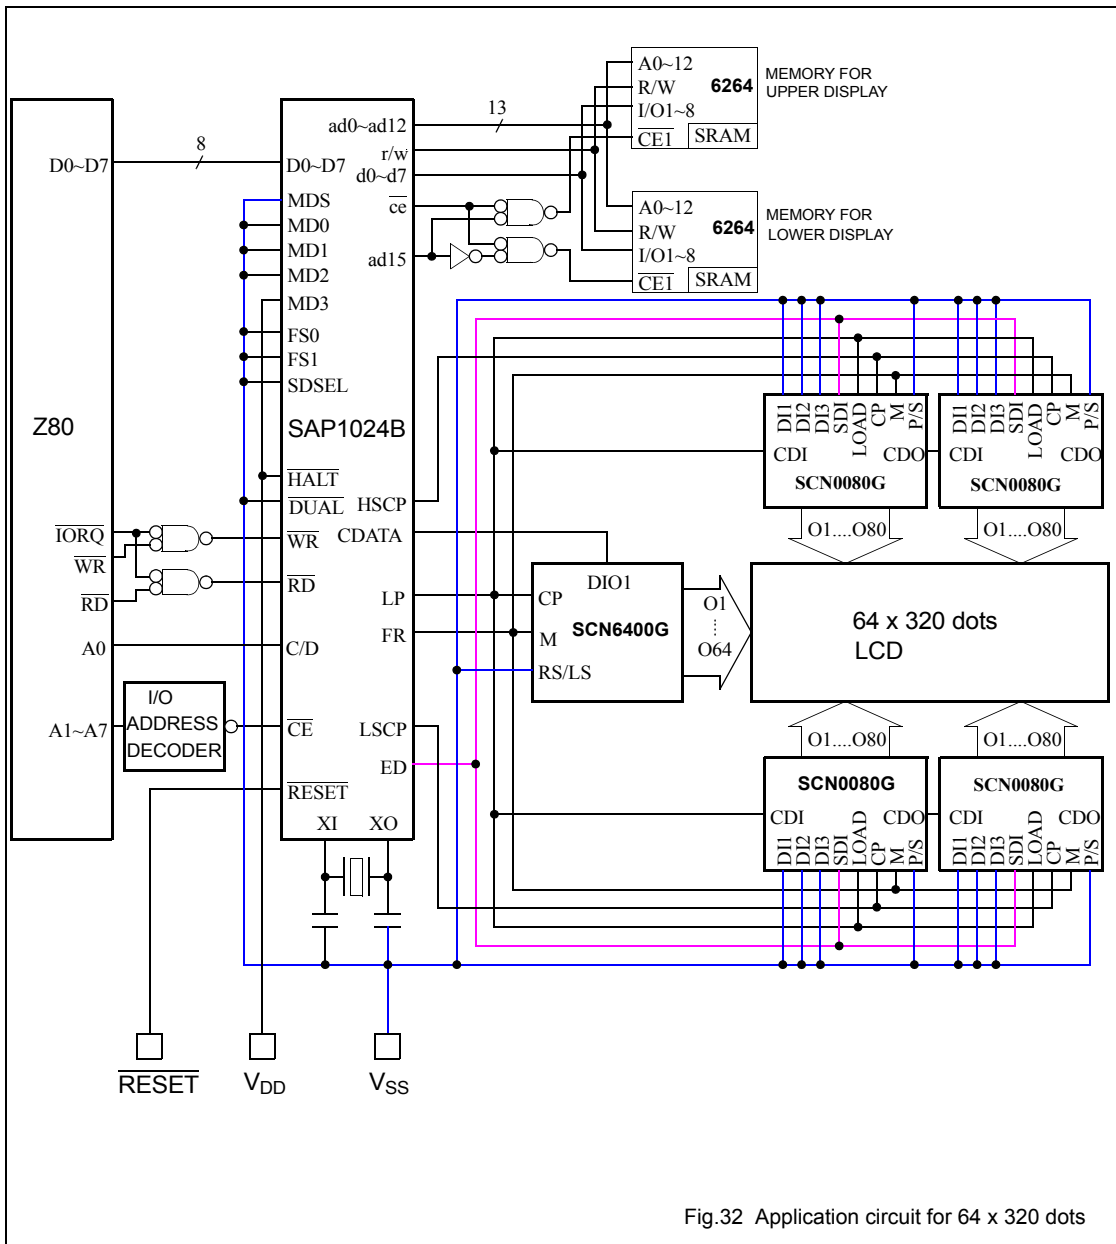 A0~12
R/W
I/O1~8
CE1
6264
SRAM
MEMORY FOR
UPPER DISPLAY
A0~12
R/W
I/O1~8
CE1
6264
SRAM
MEMORY FOR
LOWER DISPLAY
Z80
D0~D7
IORQ
WR
RD
A0
A1~A7
8
I/O
ADDRESS
DECODER
SAP1024B
D0~D7
MDS
MD0
MD1
MD2
MD3
FS0
FS1
SDSEL
HALT
DUAL
WR
RD
C/D
CE
RESET
XI
XO
ad0~ad12
r/w
d0~d7
ce
ad15
HSCP
CDATA
LP
FR
LSCP
ED
13
DIO1
CP
SCN6400G
M
RS/LS
O1
O64
64 x 320 dots
LCD
DI1
DI2
DI3
SDI
LOAD
CP
M
P/S
CDI
CDO
SCN0080G
O1....O80
DI1
DI2
DI3
SDI
LOAD
CP
M
P/S
CDI
CDO
SCN0080G
O1....O80
O1....O80
SCN0080G
CDI
CDO
DI1
DI2
DI3
SDI
LOAD
CP
M
P/S
O1....O80
SCN0080G
CDI
CDO
DI1
DI2
DI3
SDI
LOAD
CP
M
P/S
RESET
VDD
VSS
Fig.32 Application circuit for 64 x 320 dots